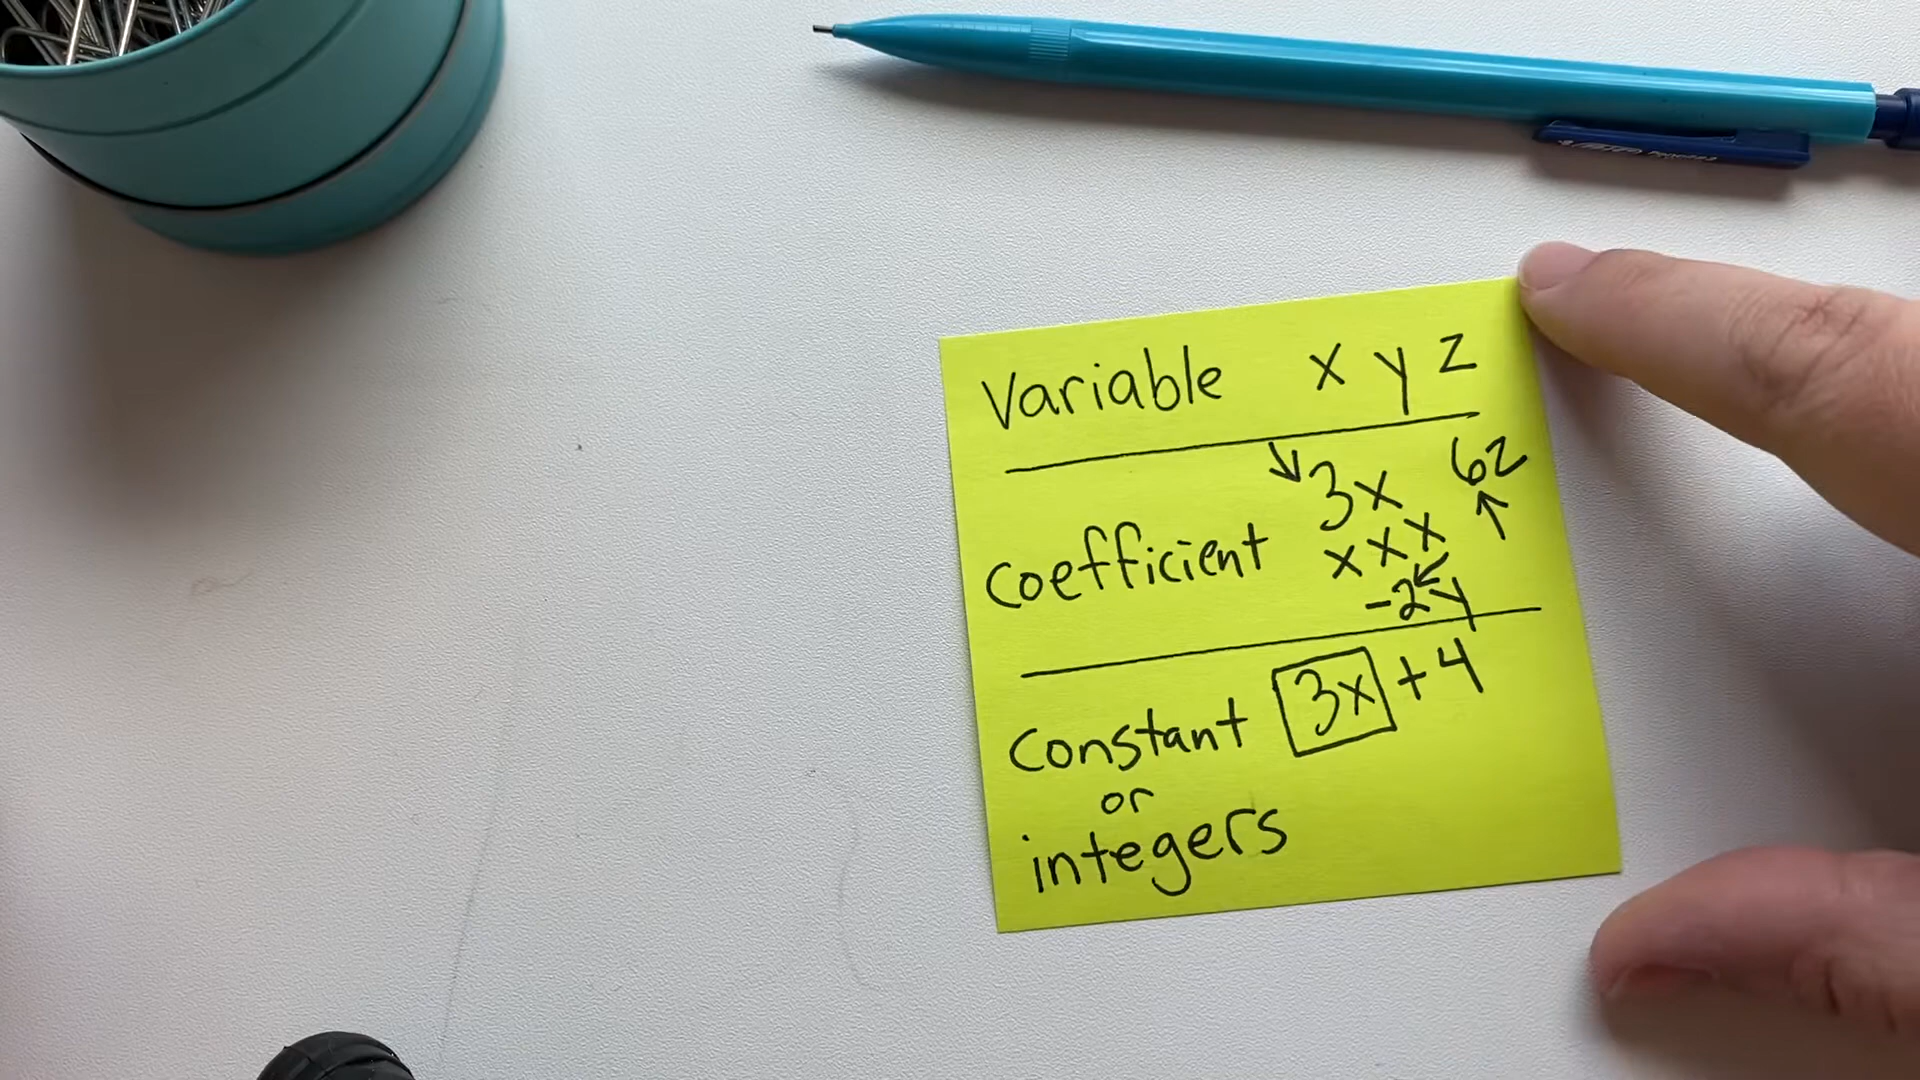 Variable x y z
3x 6z
coefficient x x x
-2y
Constant 3x + 4
or
integers